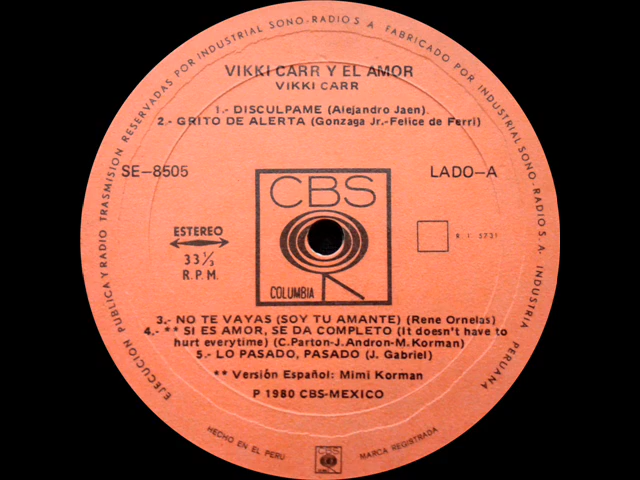 EJECUCION PUBLICA Y RADIO TRASMISION RESERVADAS POR INDUSTRIAL SONO-RADIO S A FABRICADO POR INDUSTRIAL SONO-RADIO S. A. INDUSTRIA PERUANA
VIKKI CARR Y EL AMOR
VIKKI CARR
1.- DISCULPAME (Alejandro Jaen).
2.- GRITO DE ALERTA (Gonzaga Jr.-Felice de Ferri)
SE-8505
LADO-A
CBS
COLUMBIA
ESTEREO
33⅓
R.P.M.
3.- NO TE VAYAS (SOY TU AMANTE) (Rene Ornelas)
4.- ** SI ES AMOR, SE DA COMPLETO (It doesn't have to
hurt everytime) (C.Parton-J.Andron-M.Korman)
5.- LO PASADO, PASADO (J. Gabriel)
** Versión Español: Mimi Korman
P 1980 CBS-MEXICO
HECHO EN EL PERU
CBS
MARCA REGISTRADA